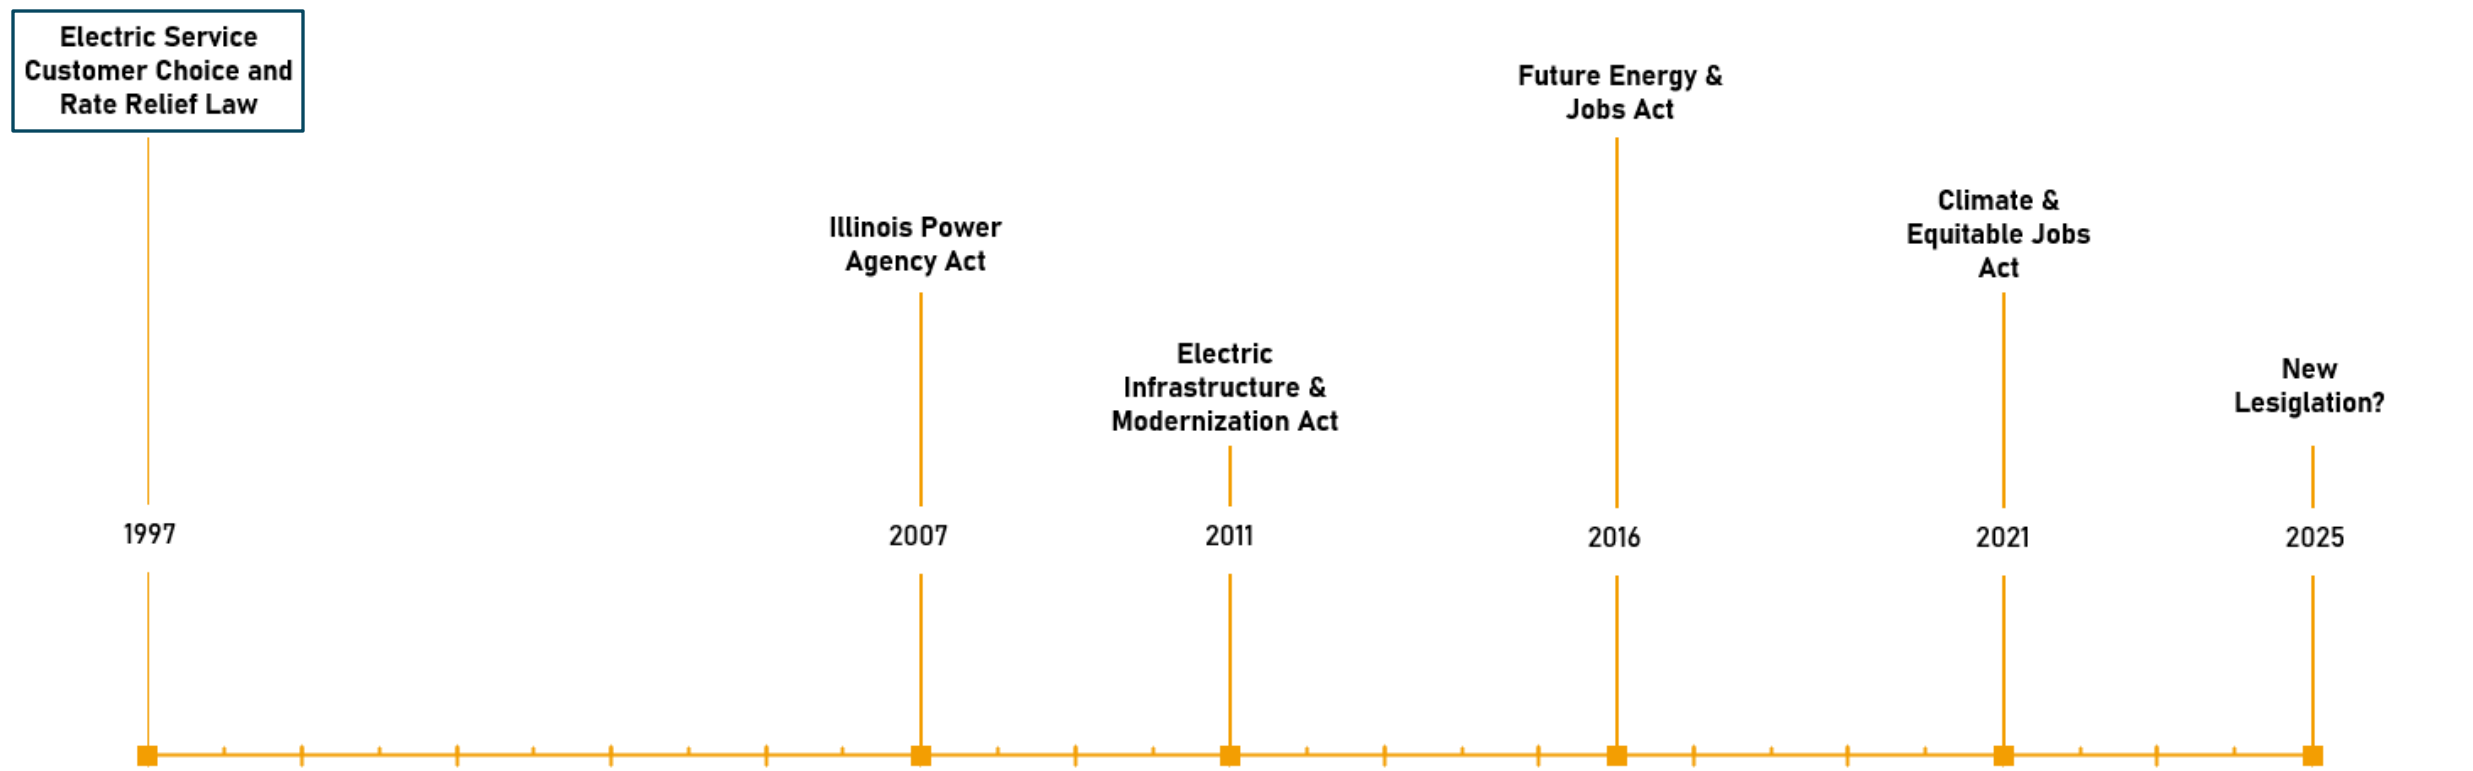 Electric Service
Customer Choice and
Rate Relief Law
1997
Illinois Power
Agency Act
2007
Electric
Infrastructure &
Modernization Act
2011
Future Energy &
Jobs Act
2016
Climate &
Equitable Jobs
Act
2021
New
Lesiglation?
2025